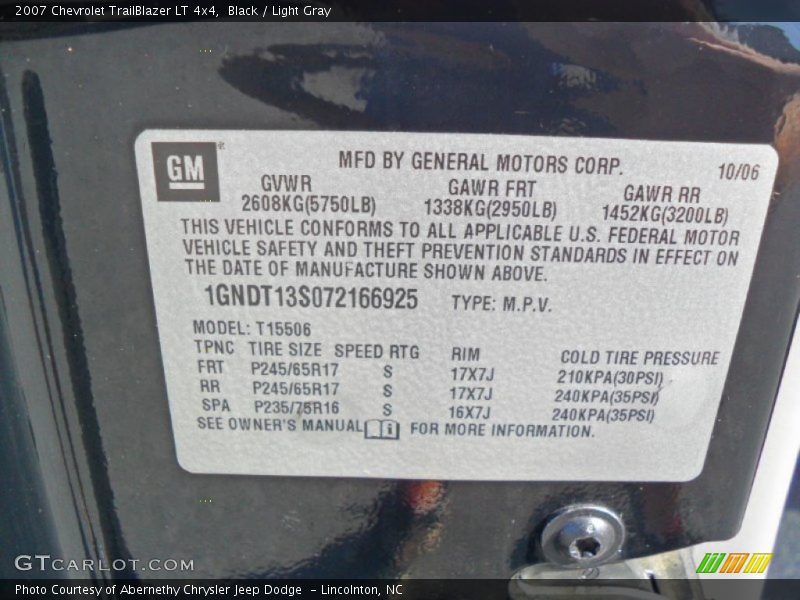 2007 Chevrolet TrailBlazer LT 4x4, Black / Light Gray
GM
MFD BY GENERAL MOTORS CORP. 10/06
GVWR GAWR FRT GAWR RR
2608KG(5750LB) 1338KG(2950LB) 1452KG(3200LB)
THIS VEHICLE CONFORMS TO ALL APPLICABLE U.S. FEDERAL MOTOR
VEHICLE SAFETY AND THEFT PREVENTION STANDARDS IN EFFECT ON
THE DATE OF MANUFACTURE SHOWN ABOVE.
1GNDT13S072166925 TYPE: M.P.V.
MODEL: T15506
TPNC TIRE SIZE SPEED RTG RIM COLD TIRE PRESSURE
FRT P245/65R17 S 17X7J 210KPA(30PSI)
RR P245/65R17 S 17X7J 240KPA(35PSI)
SPA P235/75R16 S 16X7J 240KPA(35PSI)
SEE OWNER'S MANUAL i FOR MORE INFORMATION.
GTCARLOT.COM
Photo Courtesy of Abernethy Chrysler Jeep Dodge - Lincolnton, NC